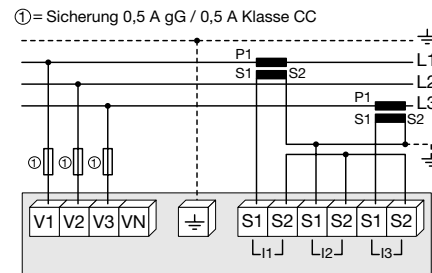 ①= Sicherung 0,5 A gG / 0,5 A Klasse CC
P1 L1
S1 S2
L2
P1 L3
S1 S2
① ① ①
V1 V2 V3 VN S1 S2 S1 S2 S1 S2
I1 I2 I3